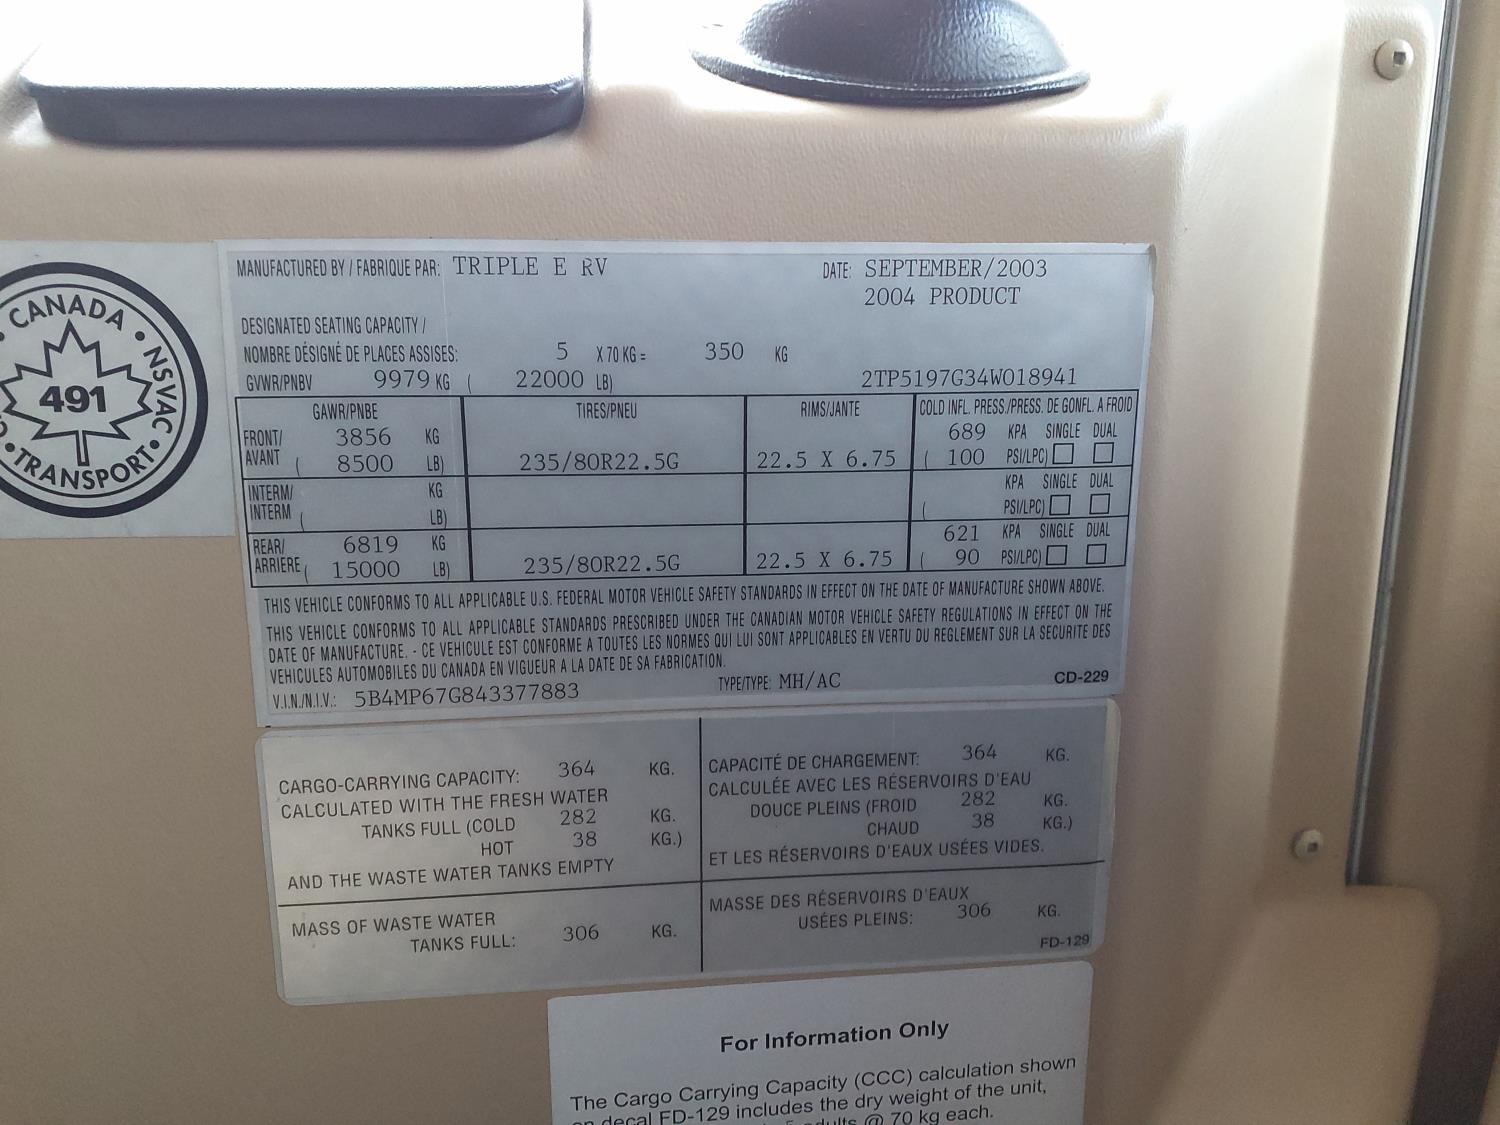 CANADA
NSVAC
491
TRANSPORT
MANUFACTURED BY / FABRIQUE PAR: TRIPLE E RV DATE: SEPTEMBER/2003
2004 PRODUCT
DESIGNATED SEATING CAPACITY /
NOMBRE DÉSIGNÉ DE PLACES ASSISES: 5 X 70 KG = 350 KG
GVWR/PNBV 9979 KG ( 22000 LB) 2TP5197G34W018941
GAWR/PNBE TIRES/PNEU RIMS/JANTE COLD INFL. PRESS./PRESS. DE GONFL. A FROID
FRONT/ 3856 KG 689 KPA SINGLE DUAL
AVANT ( 8500 LB) 235/80R22.5G 22.5 X 6.75 ( 100 PSI/LPC)
INTERM/ KG KPA SINGLE DUAL
INTERM ( LB) ( PSI/LPC)
REAR/ 6819 KG 621 KPA SINGLE DUAL
ARRIERE ( 15000 LB) 235/80R22.5G 22.5 X 6.75 ( 90 PSI/LPC)
THIS VEHICLE CONFORMS TO ALL APPLICABLE U.S. FEDERAL MOTOR VEHICLE SAFETY STANDARDS IN EFFECT ON THE DATE OF MANUFACTURE SHOWN ABOVE.
THIS VEHICLE CONFORMS TO ALL APPLICABLE STANDARDS PRESCRIBED UNDER THE CANADIAN MOTOR VEHICLE SAFETY REGULATIONS IN EFFECT ON THE
DATE OF MANUFACTURE. - CE VEHICULE EST CONFORME A TOUTES LES NORMES QUI LUI SONT APPLICABLES EN VERTU DU REGLEMENT SUR LA SECURITE DES
VEHICULES AUTOMOBILES DU CANADA EN VIGUEUR A LA DATE DE SA FABRICATION.
V.I.N./N.I.V.: 5B4MP67G843377883 TYPE/TYPE: MH/AC CD-229
CARGO-CARRYING CAPACITY: 364 KG.
CALCULATED WITH THE FRESH WATER
TANKS FULL (COLD 282 KG.
HOT 38 KG.)
AND THE WASTE WATER TANKS EMPTY
MASS OF WASTE WATER
TANKS FULL: 306 KG.
CAPACITÉ DE CHARGEMENT: 364 KG.
CALCULÉE AVEC LES RÉSERVOIRS D'EAU
DOUCE PLEINS (FROID 282 KG.
CHAUD 38 KG.)
ET LES RÉSERVOIRS D'EAUX USÉES VIDES.
MASSE DES RÉSERVOIRS D'EAUX
USÉES PLEINS: 306 KG.
FD-129
For Information Only
The Cargo Carrying Capacity (CCC) calculation shown
on decal FD-129 includes the dry weight of the unit,
5 adults @ 70 kg each.